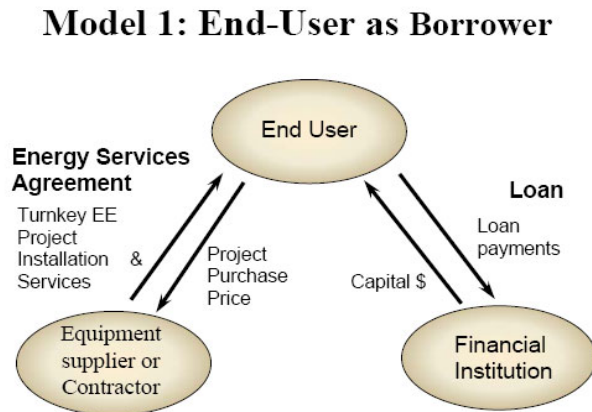 Model 1: End-User as Borrower
End User
Energy Services
Agreement
Turnkey EE
Project
Installation &
Services
Project
Purchase
Price
Loan
Loan
payments
Capital $
Equipment
supplier or
Contractor
Financial
Institution